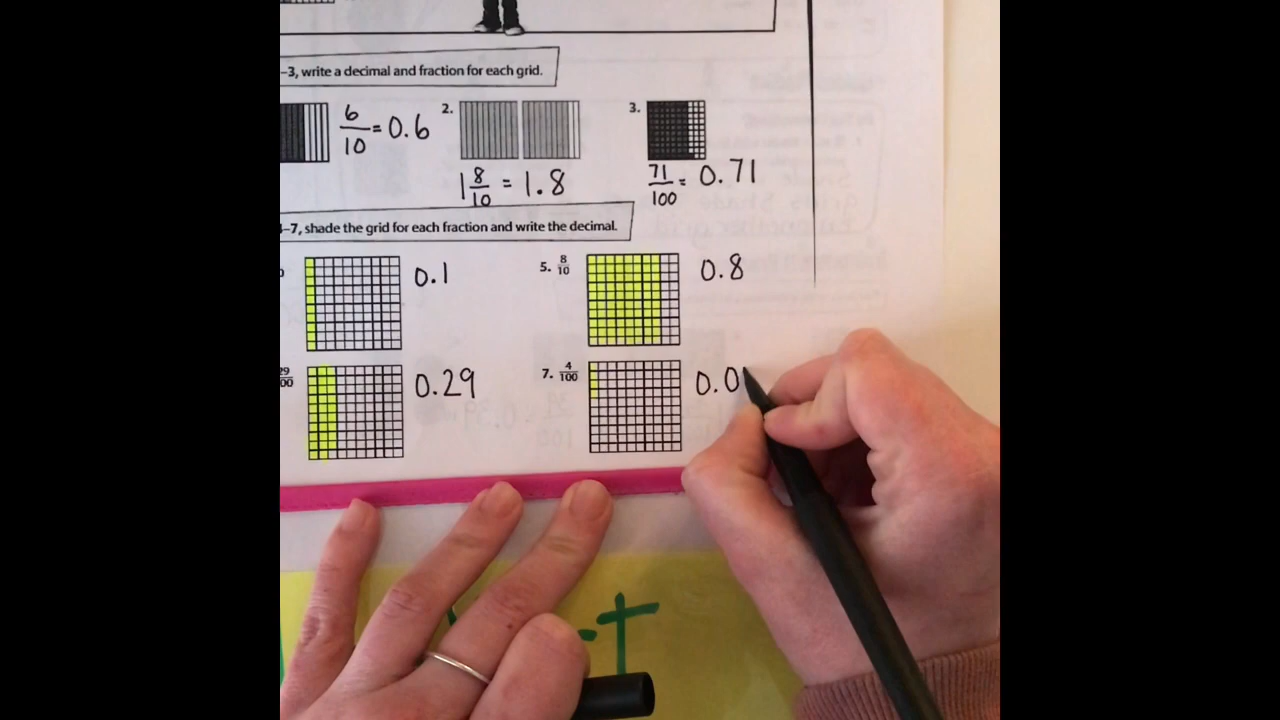 –3, write a decimal and fraction for each grid.
6/10 = 0.6
2.
1 8/10 = 1.8
3.
71/100 = 0.71
–7, shade the grid for each fraction and write the decimal.
0.1
5. 8/10 0.8
29/00 0.29
7. 4/100 0.0